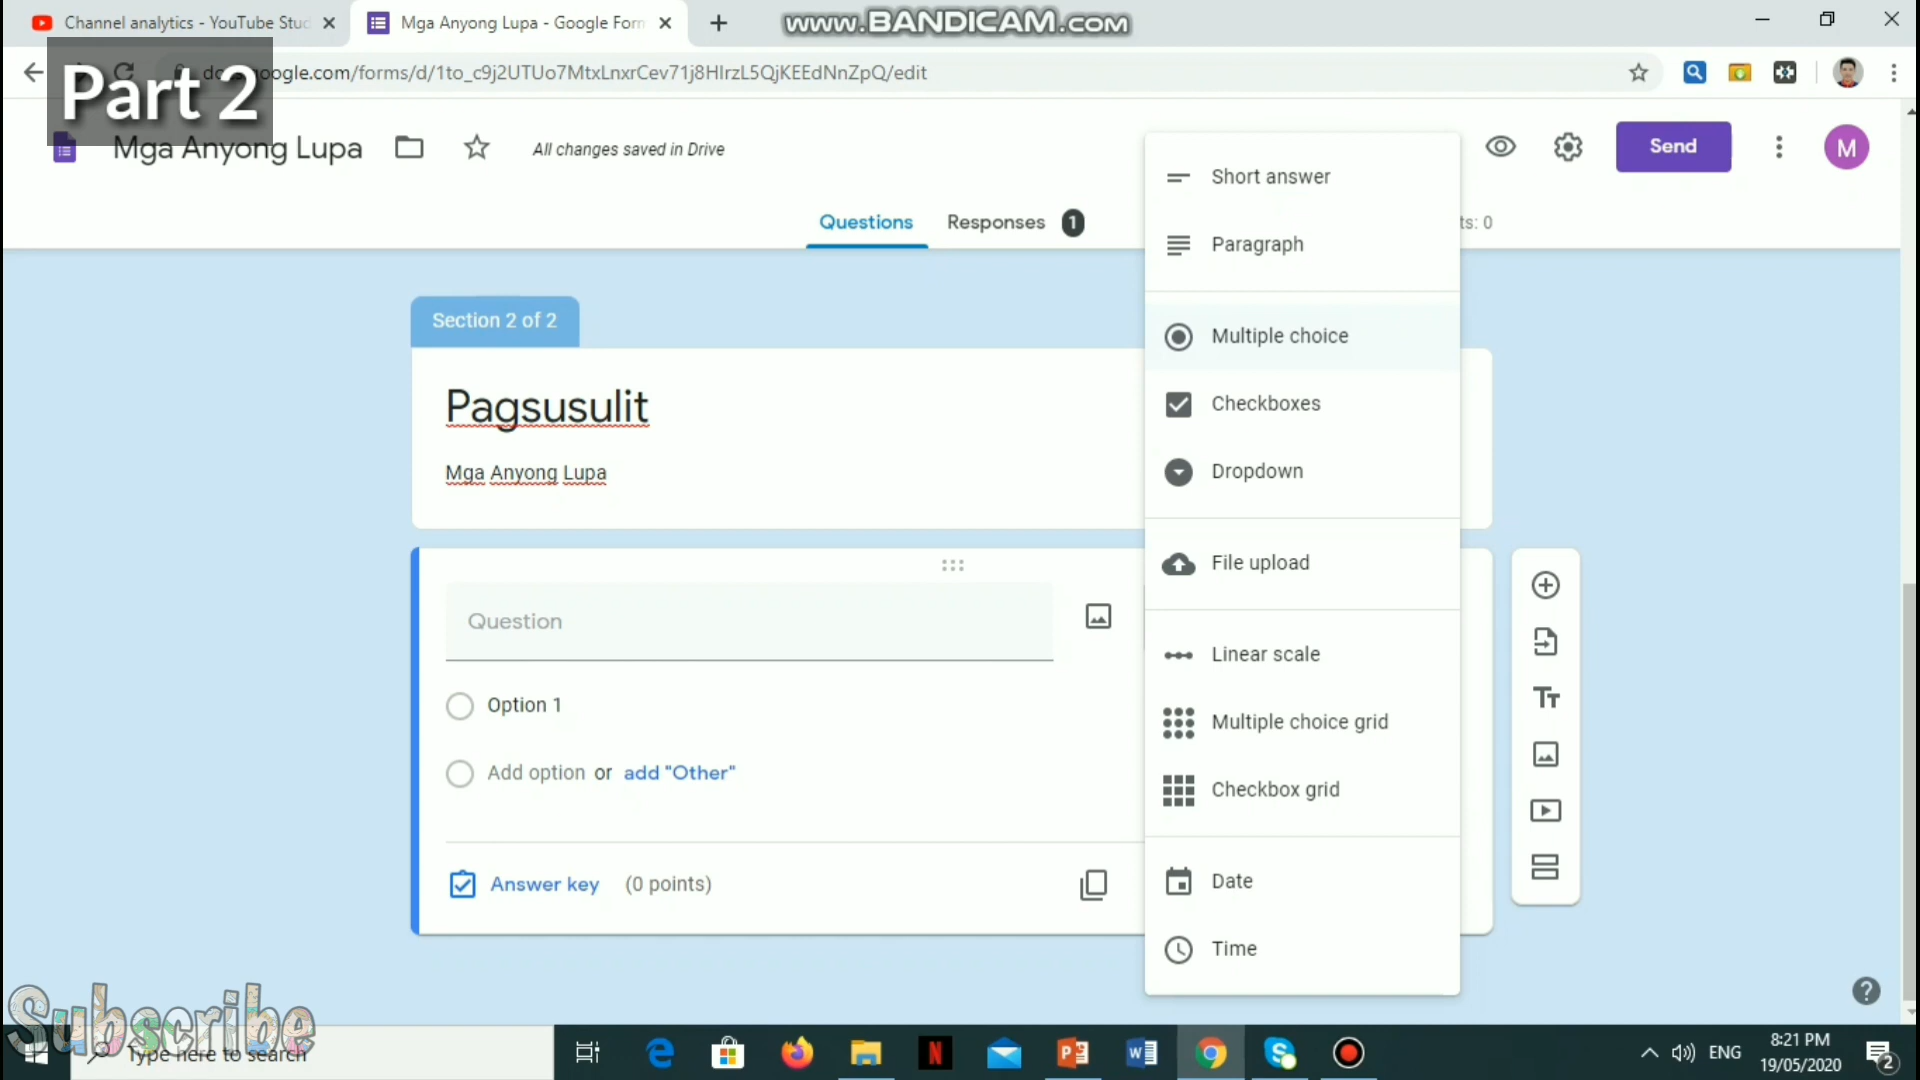 Channel analytics - YouTube Stud
Mga Anyong Lupa - Google Form
www.BANDICAM.com
oogle.com/forms/d/1to_c9j2UTUo7MtxLnxrCev71j8HIrzL5QjKEEdNnZpQ/edit
Part 2
Mga Anyong Lupa
All changes saved in Drive
Send
M
Questions
Responses
1
ts: 0
Section 2 of 2
Pagsusulit
Mga Anyong Lupa
Question
Option 1
Add option or add "Other"
Answer key (0 points)
Short answer
Paragraph
Multiple choice
Checkboxes
Dropdown
File upload
Linear scale
Multiple choice grid
Checkbox grid
Date
Time
Subscribe
Type here to search
ENG
8:21 PM
19/05/2020
2